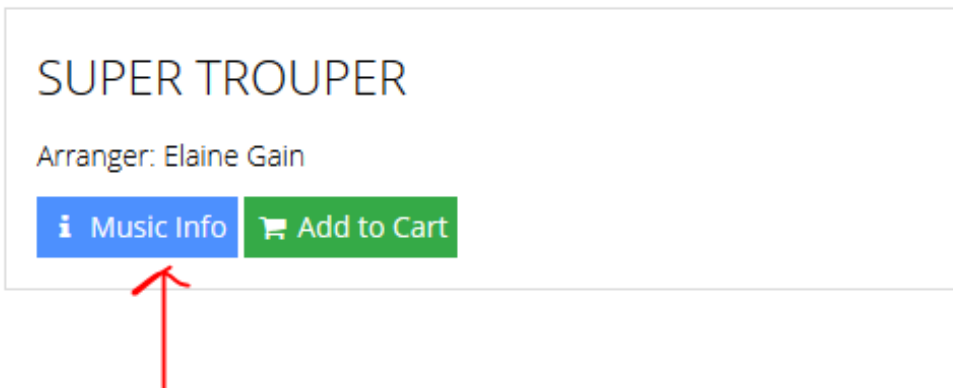 SUPER TROUPER
Arranger: Elaine Gain
Music Info Add to Cart